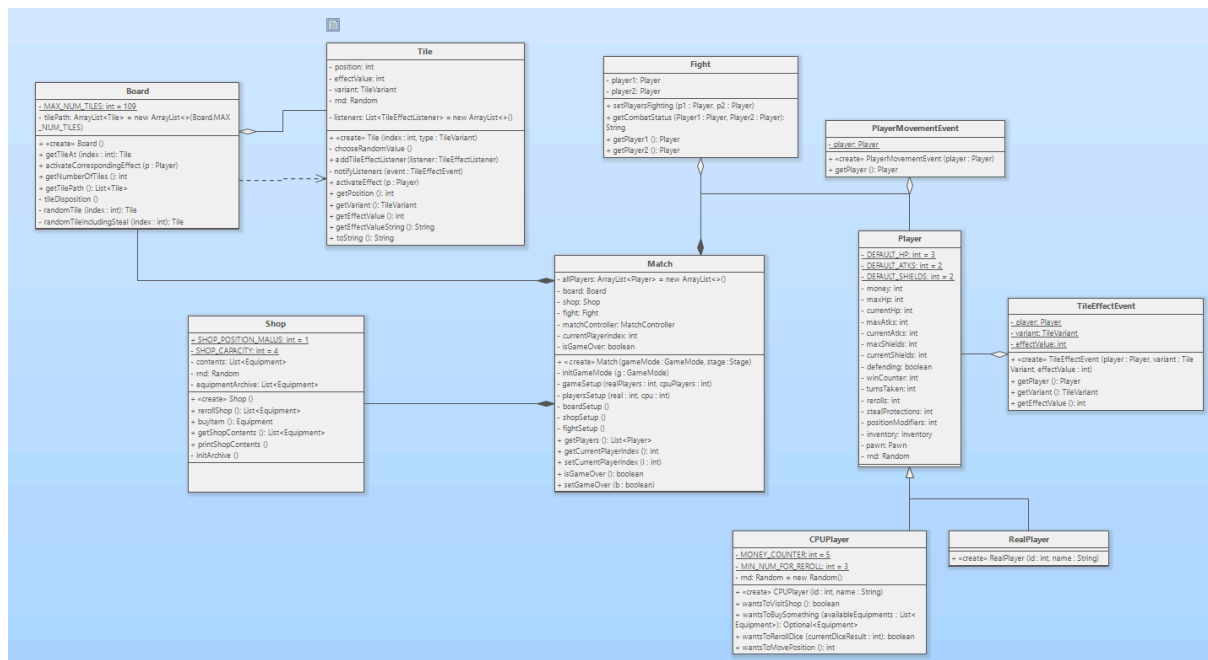 Board
- MAX_NUM_TILES: int = 109
- tilePath: ArrayList<Tile> = new ArrayList<>(Board.MAX
_NUM_TILES)
+ «create» Board ()
+ getTileAt (index : int): Tile
+ activateCorrespondingEffect (p : Player)
+ getNumberOfTiles (): int
+ getTilePath (): List<Tile>
- tileDisposition ()
- randomTile (index : int): Tile
- randomTileIncludingSteal (index : int): Tile
Tile
- position: int
- effectValue: int
- variant: TileVariant
- rnd: Random
- listeners: List<TileEffectListener> = new ArrayList<>()
+ «create» Tile (index : int, type : TileVariant)
- chooseRandomValue ()
+ addTileEffectListener (listener : TileEffectListener)
- notifyListeners (event : TileEffectEvent)
+ activateEffect (p : Player)
+ getPosition (): int
+ getVariant (): TileVariant
+ getEffectValue (): int
+ getEffectValueString (): String
+ toString (): String
Fight
- player1: Player
- player2: Player
+ setPlayersFighting (p1 : Player, p2 : Player)
+ getCombatStatus (Player1 : Player, Player2 : Player):
String
+ getPlayer1 (): Player
+ getPlayer2 (): Player
PlayerMovementEvent
- player: Player
+ «create» PlayerMovementEvent (player : Player)
+ getPlayer (): Player
Player
- DEFAULT_HP: int = 3
- DEFAULT_ATKS: int = 2
- DEFAULT_SHIELDS: int = 2
- money: int
- maxHp: int
- currentHp: int
- maxAtks: int
- currentAtks: int
- maxShields: int
- currentShields: int
- defending: boolean
- winCounter: int
- turnsTaken: int
- rerolls: int
- stealProtections: int
- positionModifiers: int
- inventory: Inventory
- pawn: Pawn
- rnd: Random
TileEffectEvent
- player: Player
- variant: TileVariant
- effectValue: int
+ «create» TileEffectEvent (player : Player, variant : Tile
Variant, effectValue : int)
+ getPlayer (): Player
+ getVariant (): TileVariant
+ getEffectValue (): int
Match
- allPlayers: ArrayList<Player> = new ArrayList<>()
- board: Board
- shop: Shop
- fight: Fight
- matchController: MatchController
- currentPlayerIndex: int
- isGameOver: boolean
+ «create» Match (gameMode : GameMode, stage : Stage)
- initGameMode (g : GameMode)
- gameSetup (realPlayers : int, cpuPlayers : int)
- playersSetup (real : int, cpu : int)
- boardSetup ()
- shopSetup ()
- fightSetup ()
+ getPlayers (): List<Player>
+ getCurrentPlayerIndex (): int
+ setCurrentPlayerIndex (i : int)
+ isGameOver (): boolean
+ setGameOver (b : boolean)
Shop
+ SHOP_POSITION_MALUS: int = 1
- SHOP_CAPACITY: int = 4
- contents: List<Equipment>
- rnd: Random
- equipmentArchive: List<Equipment>
+ «create» Shop ()
+ rerollShop (): List<Equipment>
+ buyItem (): Equipment
+ getShopContents (): List<Equipment>
+ printShopContents ()
- initArchive ()
CPUPlayer
- MONEY_COUNTER: int = 5
- MIN_NUM_FOR_REROLL: int = 3
- rnd: Random = new Random()
+ «create» CPUPlayer (id : int, name : String)
+ wantsToVisitShop (): boolean
+ wantsToBuySomething (availableEquipments : List<
Equipment>): Optional<Equipment>
+ wantsToRerollDice (currentDiceResult : int): boolean
+ wantsToMovePosition (): int
RealPlayer
+ «create» RealPlayer (id : int, name : String)